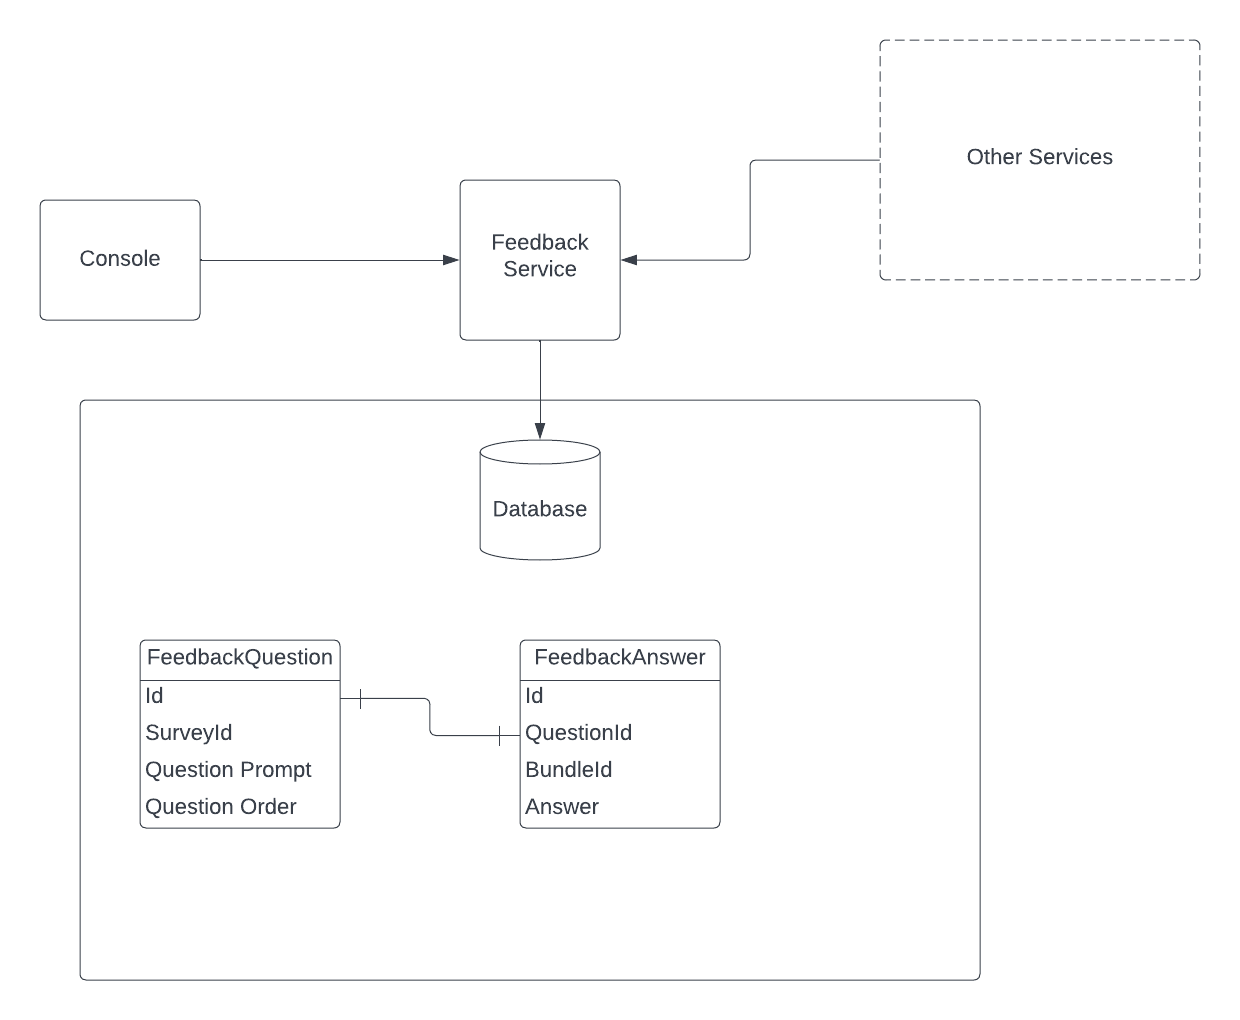 Other Services
Console
Feedback
Service
Database
FeedbackQuestion
Id
SurveyId
Question Prompt
Question Order
FeedbackAnswer
Id
QuestionId
BundleId
Answer